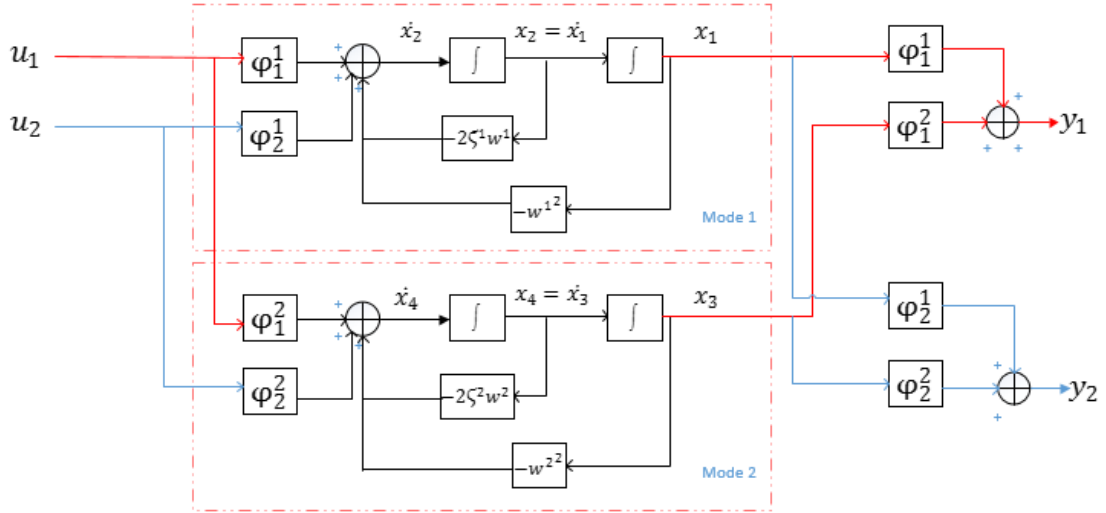 u₁
φ₁¹
+
+
+
ẋ₂
∫
x₂ = ẋ₁
∫
x₁
φ₁¹
u₂
φ₂¹
−2ζ¹w¹
−w¹²
Mode 1
φ₁²
+
+
+
y₁
φ₁²
+
+
+
ẋ₄
∫
x₄ = ẋ₃
∫
x₃
φ₂¹
φ₂²
−2ζ²w²
−w²²
Mode 2
φ₂²
+
+
y₂